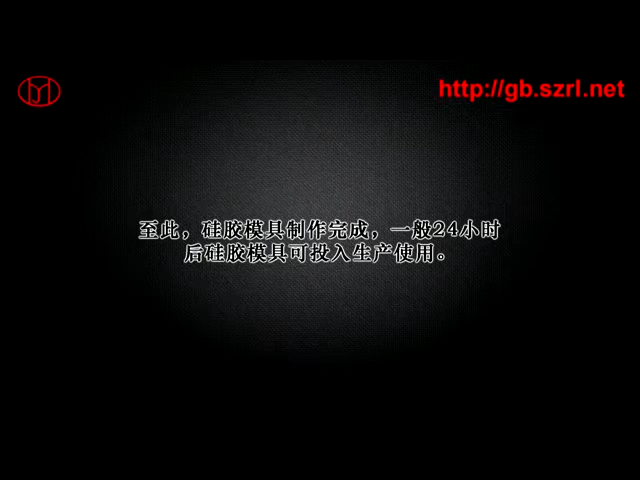 http://gb.szrl.net
至此，硅胶模具制作完成，一般24小时
后硅胶模具可投入生产使用。